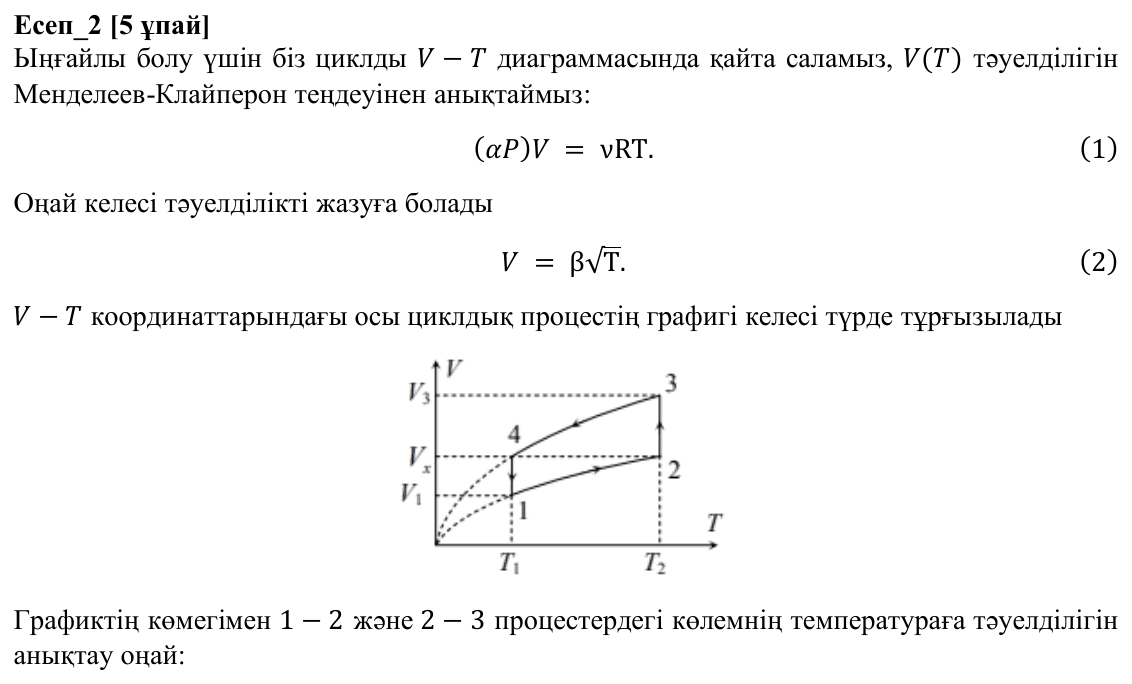 Есеп_2 [5 ұпай]
Ыңғайлы болу үшін біз циклды V − T диаграммасында қайта саламыз, V(T) тәуелділігін
Менделеев-Клайперон теңдеуінен анықтаймыз:
(αP)V = νRT. (1)
Оңай келесі тәуелділікті жазуға болады
V = β√T. (2)
V − T координаттарындағы осы циклдық процестің графигі келесі түрде тұрғызылады
V
V₃
3
4
Vₓ
2
V₁
1
T
T₁
T₂
Графиктің көмегімен 1 − 2 және 2 − 3 процестердегі көлемнің температураға тәуелділігін
анықтау оңай: